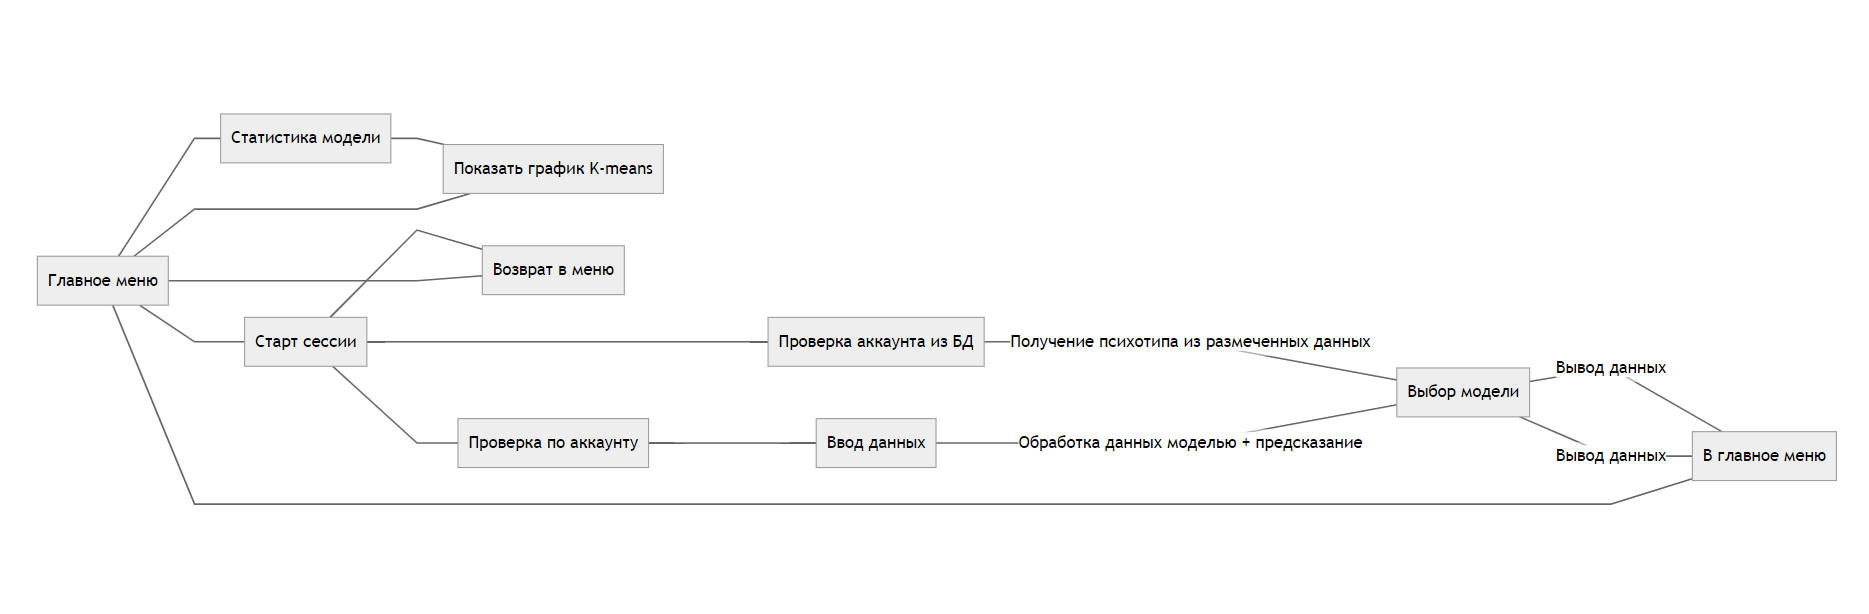 Статистика модели
Показать график K-means
Главное меню
Возврат в меню
Старт сессии
Проверка аккаунта из БД
Получение психотипа из размеченных данных
Проверка по аккаунту
Ввод данных
Обработка данных моделью + предсказание
Выбор модели
Вывод данных
Вывод данных
В главное меню